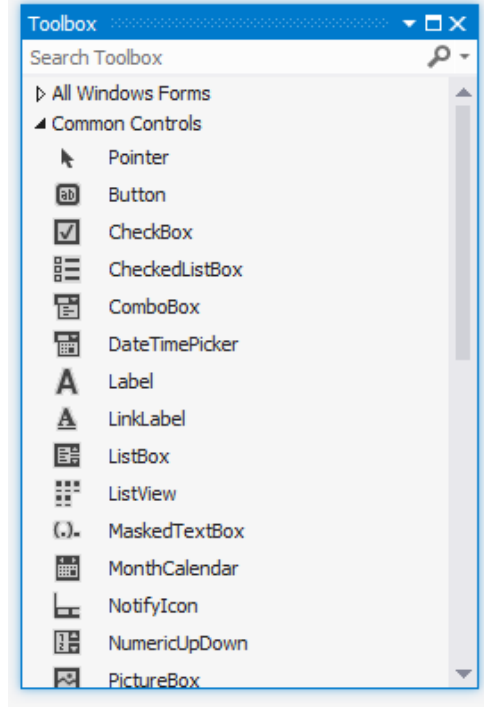 Toolbox
Search Toolbox
All Windows Forms
Common Controls
Pointer
Button
CheckBox
CheckedListBox
ComboBox
DateTimePicker
Label
LinkLabel
ListBox
ListView
MaskedTextBox
MonthCalendar
NotifyIcon
NumericUpDown
PictureBox